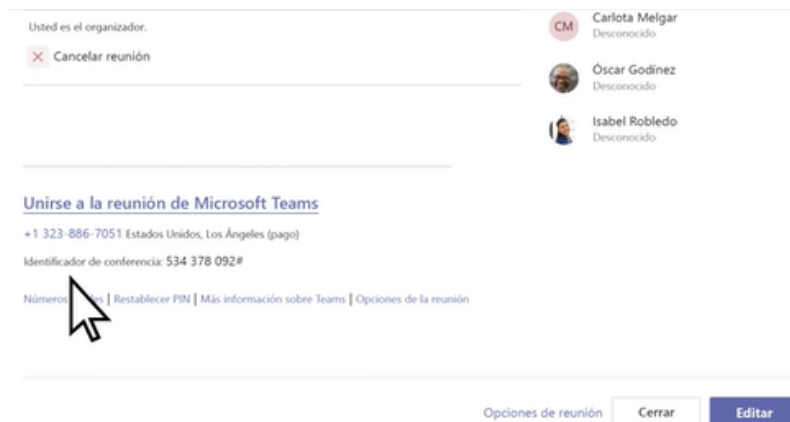 Usted es el organizador.
Cancelar reunión
CM
Carlota Melgar
Desconocido
Óscar Godínez
Desconocido
Isabel Robledo
Desconocido
Unirse a la reunión de Microsoft Teams
+1 323-886-7051 Estados Unidos, Los Ángeles (pago)
Identificador de conferencia: 534 378 092#
Números | Restablecer PIN | Más información sobre Teams | Opciones de la reunión
Opciones de reunión
Cerrar
Editar